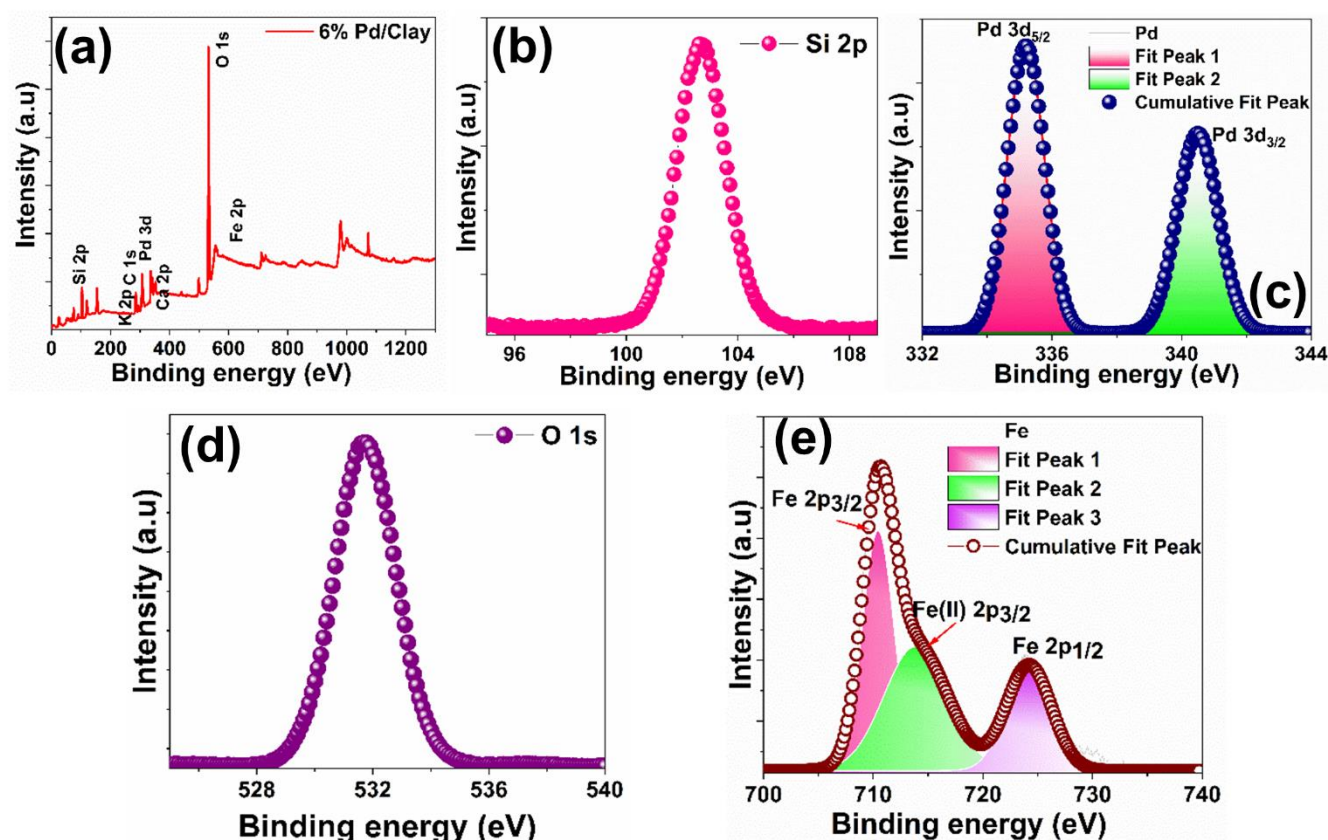 (a)
6% Pd/Clay
O 1s
Fe 2p
Si 2p
K 2p
C 1s
Pd 3d
Ca 2p
Intensity (a.u)
0 200 400 600 800 1000 1200
Binding energy (eV)
(b)
Si 2p
Intensity (a.u)
96 100 104 108
Binding energy (eV)
Pd 3d5/2
Pd
Fit Peak 1
Fit Peak 2
Cumulative Fit Peak
Pd 3d3/2
(c)
Intensity (a.u)
332 336 340 344
Binding energy (eV)
(d)
O 1s
Intensity (a.u)
528 532 536 540
Binding energy (eV)
(e)
Fe
Fit Peak 1
Fit Peak 2
Fit Peak 3
Cumulative Fit Peak
Fe 2p3/2
Fe(II) 2p3/2
Fe 2p1/2
Intensity (a.u)
700 710 720 730 740
Binding energy (eV)